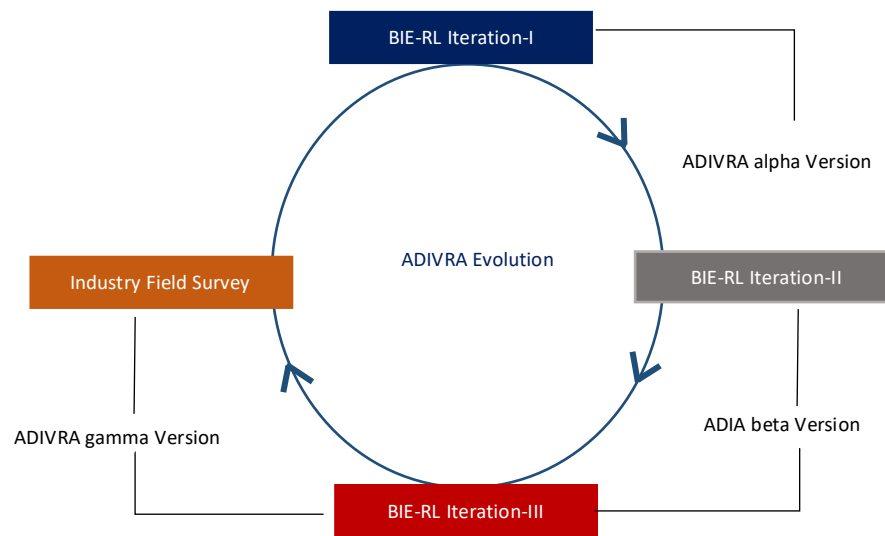 BIE-RL Iteration-I
ADIVRA alpha Version
ADIVRA Evolution
Industry Field Survey
BIE-RL Iteration-II
ADIVRA gamma Version
ADIA beta Version
BIE-RL Iteration-III